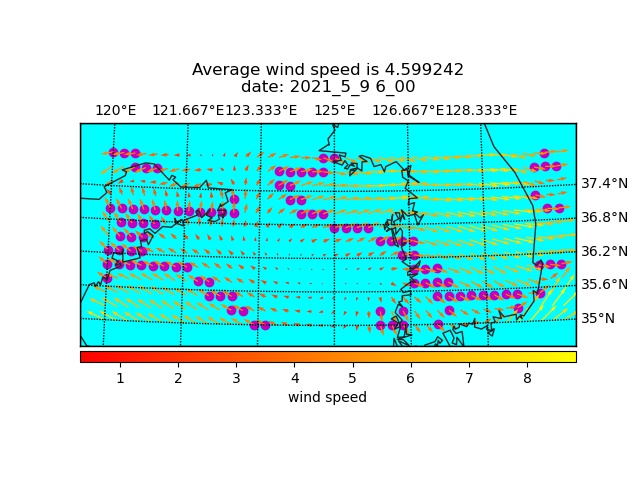 Average wind speed is 4.599242
date: 2021_5_9 6_00
120°E 121.667°E 123.333°E 125°E 126.667°E 128.333°E
37.4°N
36.8°N
36.2°N
35.6°N
35°N
1 2 3 4 5 6 7 8
wind speed